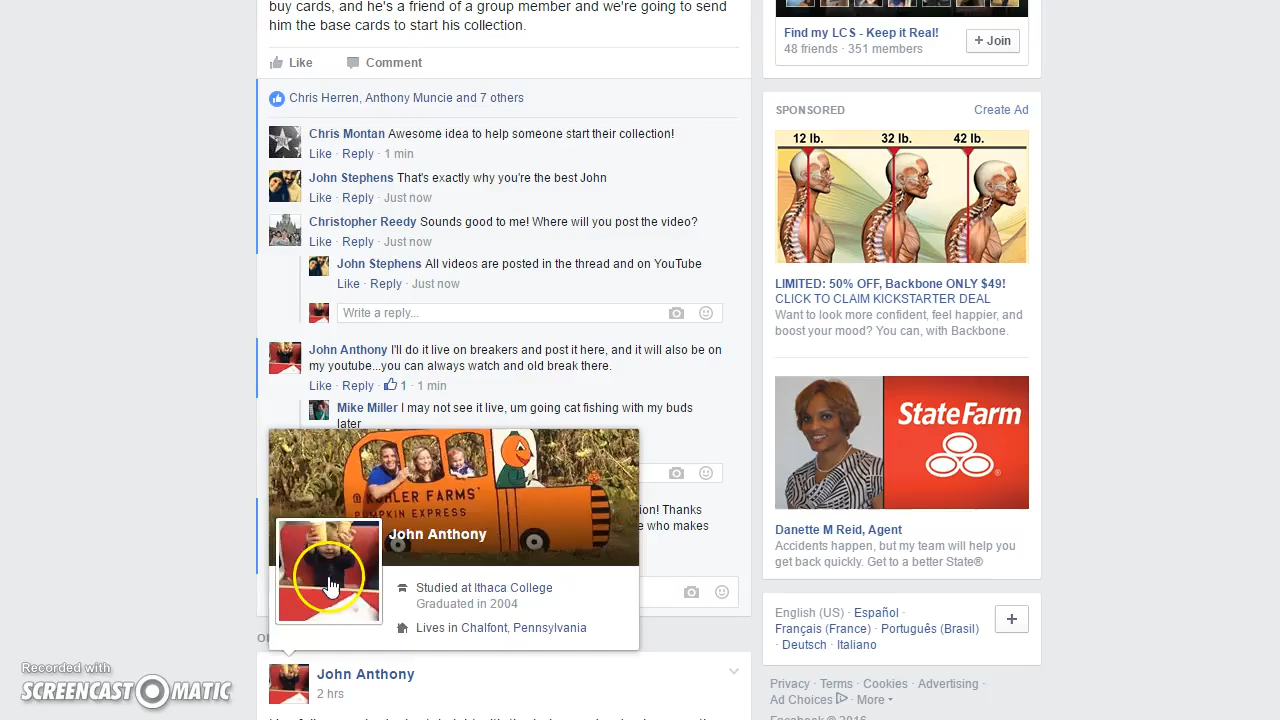 buy cards, and he's a friend of a group member and we're going to send
him the base cards to start his collection.
Like Comment
Chris Herren, Anthony Muncie and 7 others
Chris Montan Awesome idea to help someone start their collection!
Like · Reply · 1 min
John Stephens That's exactly why you're the best John
Like · Reply · Just now
Christopher Reedy Sounds good to me! Where will you post the video?
Like · Reply · Just now
John Stephens All videos are posted in the thread and on YouTube
Like · Reply · Just now
Write a reply...
John Anthony I'll do it live on breakers and post it here, and it will also be on
my youtube...you can always watch and old break there.
Like · Reply · 1 · 1 min
Mike Miller I may not see it live, um going cat fishing with my buds
later
KOHLER FARMS'
PUMPKIN EXPRESS
John Anthony
Studied at Ithaca College
Graduated in 2004
Lives in Chalfont, Pennsylvania
ion! Thanks
e who makes
John Anthony
2 hrs
Find my LCS - Keep it Real!
48 friends · 351 members
+ Join
SPONSORED Create Ad
12 lb. 32 lb. 42 lb.
LIMITED: 50% OFF, Backbone ONLY $49!
CLICK TO CLAIM KICKSTARTER DEAL
Want to look more confident, feel happier, and
boost your mood? You can, with Backbone.
StateFarm
Danette M Reid, Agent
Accidents happen, but my team will help you
get back quickly. Get to a better State®
English (US) · Español ·
Français (France) · Português (Brasil)
· Deutsch · Italiano
+
Privacy · Terms · Cookies · Advertising ·
Ad Choices · More
Facebook © 2016
Recorded with
SCREENCAST MATIC